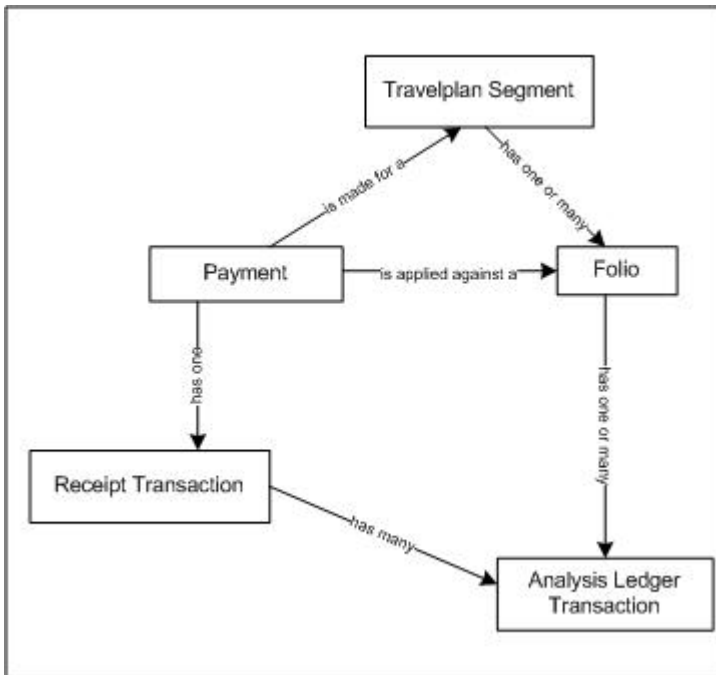 Travelplan Segment
is made for a
has one or many
Payment
is applied against a
Folio
has one
has one or many
Receipt Transaction
has many
Analysis Ledger
Transaction